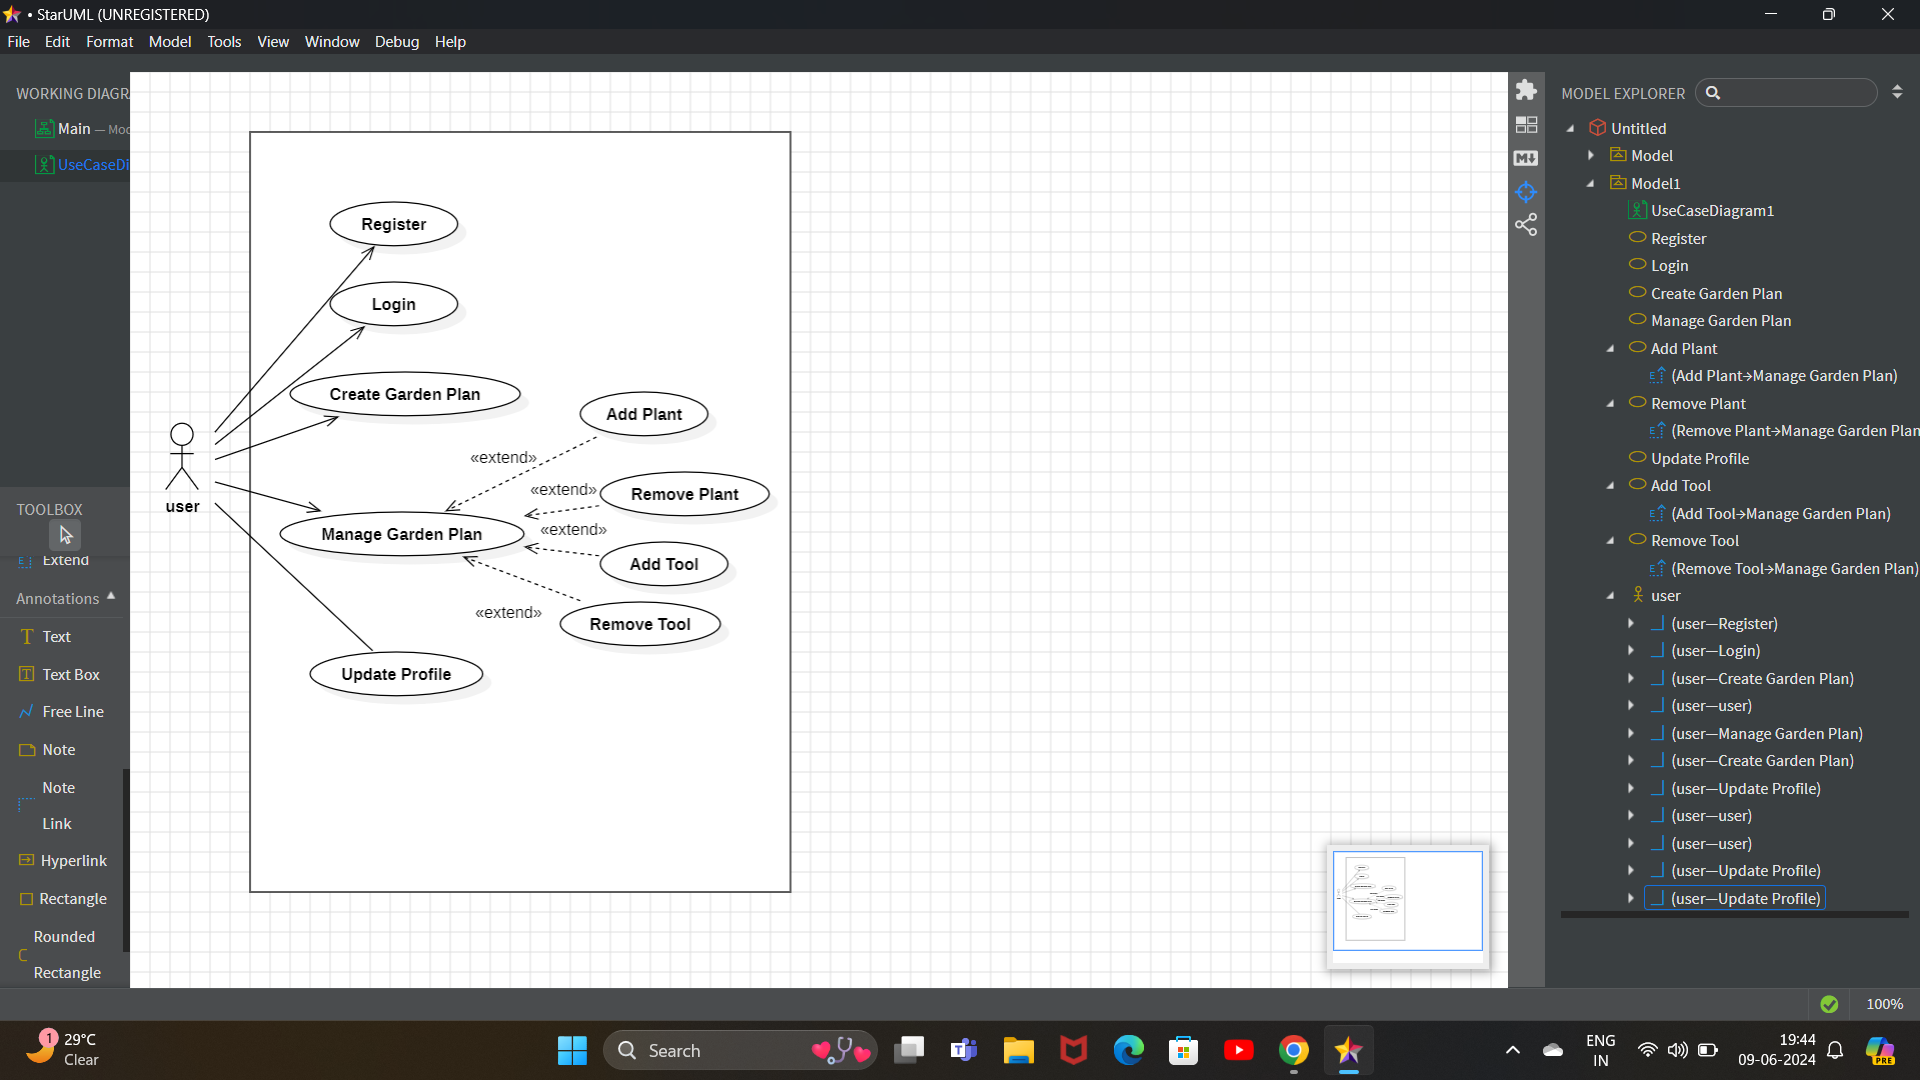 • StarUML (UNREGISTERED)
File Edit Format Model Tools View Window Debug Help
WORKING DIAGR
Main — Mod
UseCaseDi
TOOLBOX
Extend
Annotations
Text
Text Box
Free Line
Note
Note
Link
Hyperlink
Rectangle
Rounded
Rectangle
Register
Login
Create Garden Plan
Add Plant
«extend»
«extend»
Remove Plant
user
Manage Garden Plan
«extend»
Add Tool
«extend»
Remove Tool
Update Profile
MODEL EXPLORER
Untitled
Model
Model1
UseCaseDiagram1
Register
Login
Create Garden Plan
Manage Garden Plan
Add Plant
(Add Plant→Manage Garden Plan)
Remove Plant
(Remove Plant→Manage Garden Plan
Update Profile
Add Tool
(Add Tool→Manage Garden Plan)
Remove Tool
(Remove Tool→Manage Garden Plan)
user
(user—Register)
(user—Login)
(user—Create Garden Plan)
(user—user)
(user—Manage Garden Plan)
(user—Create Garden Plan)
(user—Update Profile)
(user—user)
(user—user)
(user—Update Profile)
(user—Update Profile)
100%
1
29°C
Clear
Search
ENG
IN
19:44
09-06-2024
PRE